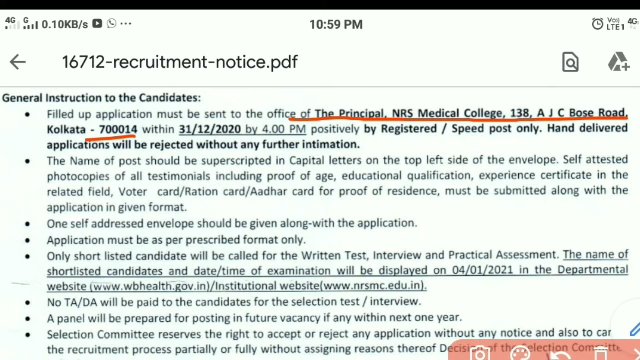 4G G 0.10KB/s ... 10:59 PM Vo) LTE1 4G
16712-recruitment-notice.pdf
General Instruction to the Candidates:
• Filled up application must be sent to the office of The Principal, NRS Medical College, 138, A J C Bose Road,
Kolkata - 700014 within 31/12/2020 by 4.00 PM positively by Registered / Speed post only. Hand delivered
applications will be rejected without any further intimation.
• The Name of post should be superscripted in Capital letters on the top left side of the envelope. Self attested
photocopies of all testimonials including proof of age, educational qualification, experience certificate in
the related field, Voter card/Ration card/Aadhar card for proof of residence, must be submitted along with the
application in given format.
• One self addressed envelope should be given along-with the application.
• Application must be as per prescribed format only.
• Only short listed candidate will be called for the Written Test, Interview and Practical Assessment. The name of
shortlisted candidates and date/time of examination will be displayed on 04/01/2021 in the Departmental
website (www.wbhealth.gov.in)/Institutional website(www.nrsmc.edu.in).
• No TA/DA will be paid to the candidates for the selection test / interview.
• A panel will be prepared for posting in future vacancy if any within next one year.
• Selection Committee reserves the right to accept or reject any application without any notice and also to can
the recruitment process partially or fully without assigning reasons thereof Decision of the Selection Committe